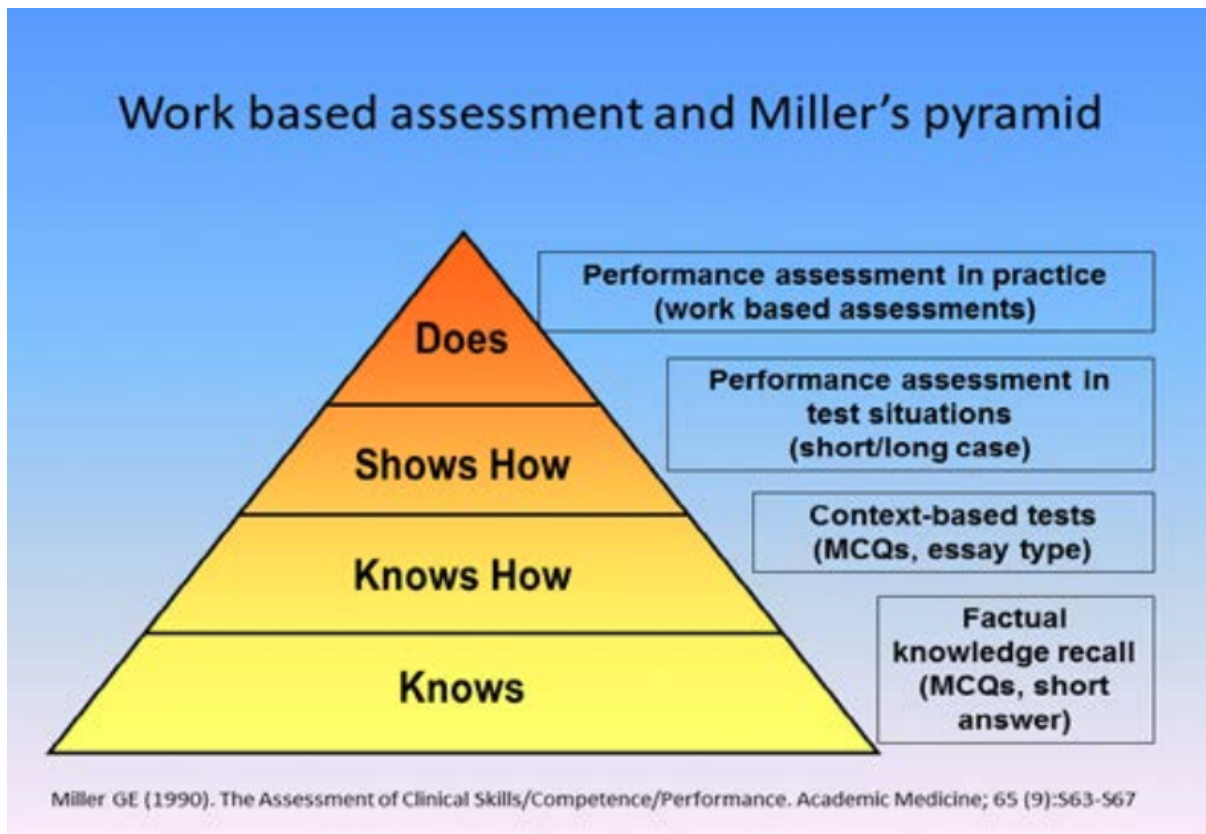 Work based assessment and Miller's pyramid
Does
Performance assessment in practice
(work based assessments)
Shows How
Performance assessment in
test situations
(short/long case)
Knows How
Context-based tests
(MCQs, essay type)
Knows
Factual
knowledge recall
(MCQs, short
answer)
Miller GE (1990). The Assessment of Clinical Skills/Competence/Performance. Academic Medicine; 65 (9):S63-S67